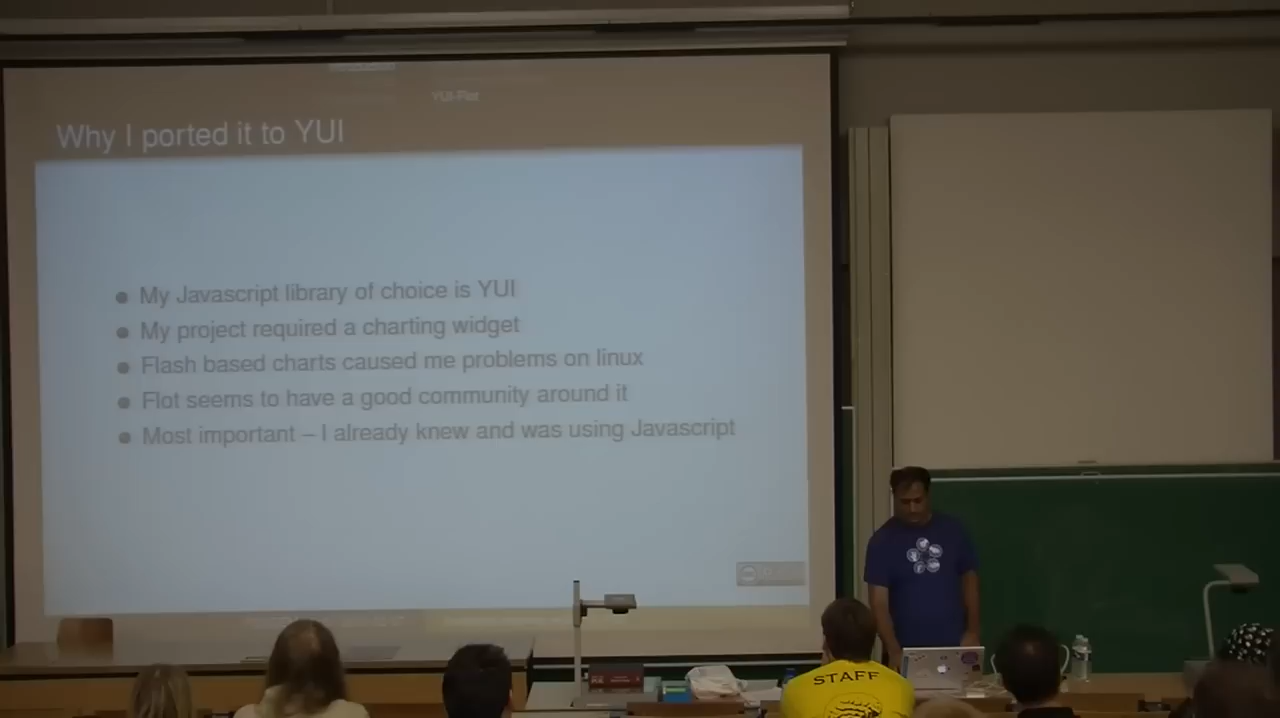 YUI-Flot
Why I ported it to YUI
My Javascript library of choice is YUI
My project required a charting widget
Flash based charts caused me problems on linux
Flot seems to have a good community around it
Most important – I already knew and was using Javascript
STAFF